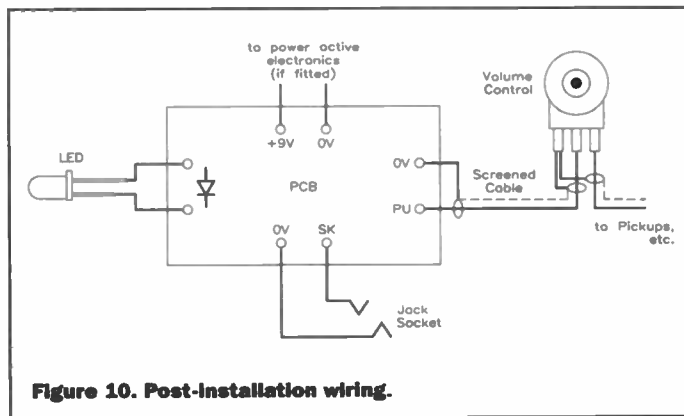 to power active
electronics
(if fitted)
Volume
Control
+9V
0V
LED
0V
PCB
Screened
Cable
PU
to Pickups,
etc.
0V
SK
Jack
Socket
Figure 10. Post-installation wiring.